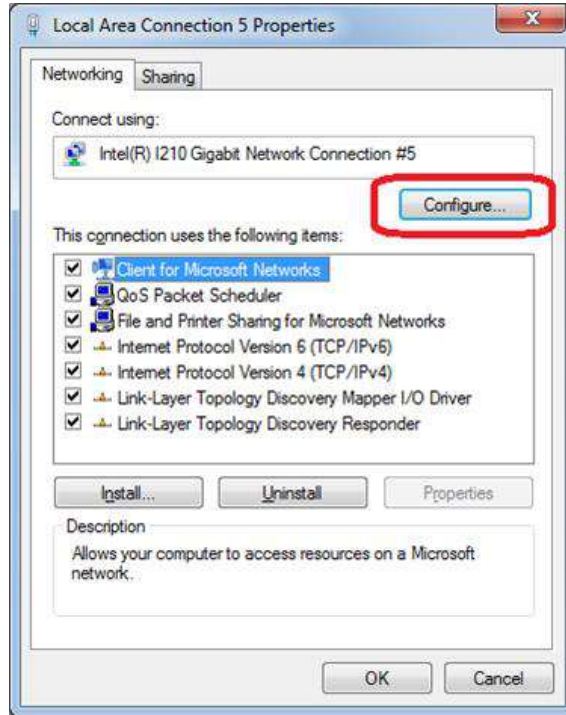 Local Area Connection 5 Properties
Networking
Sharing
Connect using:
Intel(R) I210 Gigabit Network Connection #5
Configure...
This connection uses the following items:
Client for Microsoft Networks
QoS Packet Scheduler
File and Printer Sharing for Microsoft Networks
Internet Protocol Version 6 (TCP/IPv6)
Internet Protocol Version 4 (TCP/IPv4)
Link-Layer Topology Discovery Mapper I/O Driver
Link-Layer Topology Discovery Responder
Install...
Uninstall
Properties
Description
Allows your computer to access resources on a Microsoft
network.
OK
Cancel